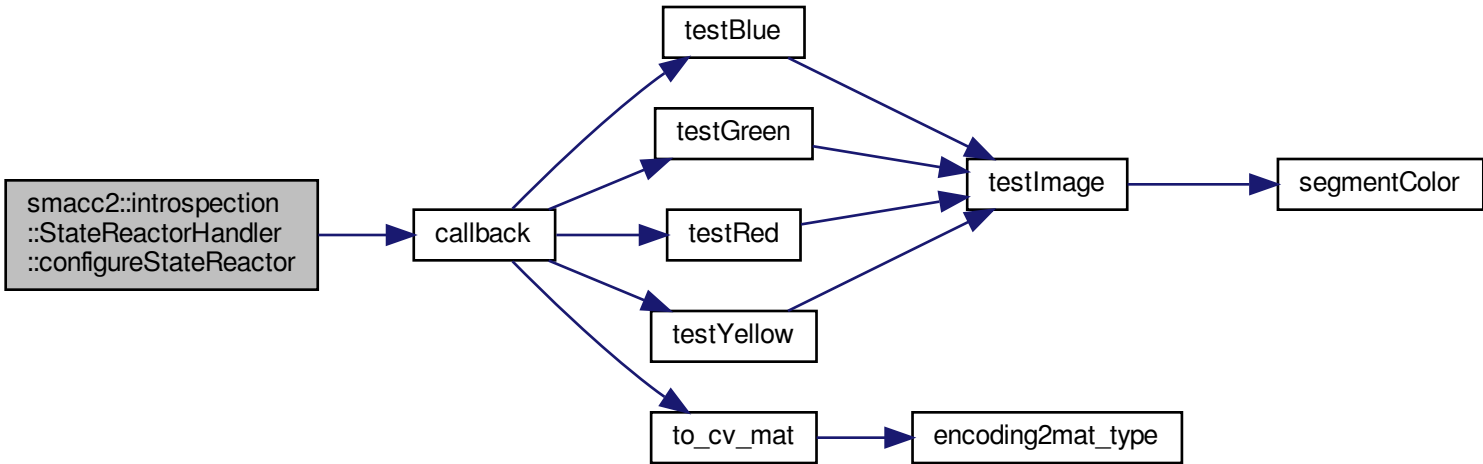 smacc2::introspection
::StateReactorHandler
::configureStateReactor
callback
testBlue
testGreen
testRed
testYellow
to_cv_mat
testImage
segmentColor
encoding2mat_type